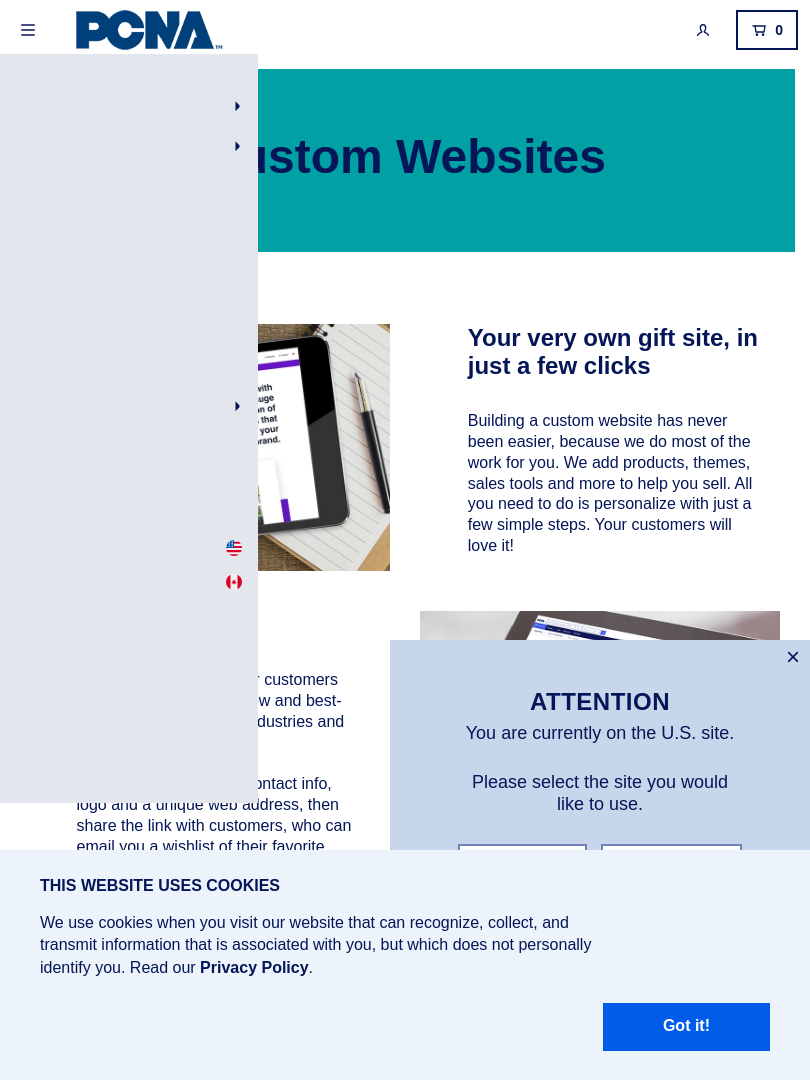 PCNA™
0
ustom Websites
with
uge
on of
s that
your
brand.
Your very own gift site, in
just a few clicks
Building a custom website has never
been easier, because we do most of the
work for you. We add products, themes,
sales tools and more to help you sell. All
you need to do is personalize with just a
few simple steps. Your customers will
love it!
customers
w and best-
dustries and
ontact info,
logo and a unique web address, then
share the link with customers, who can
email you a wishlist of their favorite
ATTENTION
You are currently on the U.S. site.
Please select the site you would
like to use.
THIS WEBSITE USES COOKIES
We use cookies when you visit our website that can recognize, collect, and
transmit information that is associated with you, but which does not personally
identify you. Read our Privacy Policy.
Got it!